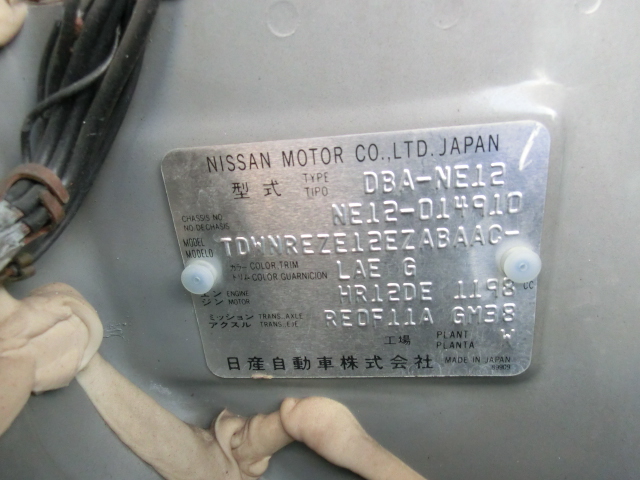 NISSAN MOTOR CO.,LTD. JAPAN
型式 TYPE TIPO DBA-NE12
CHASSIS NO. NO.DECHASIS NE12-014910
MODEL MODELO TDWNREZE12EZABAAC-
カラー COLOR TRIM トリム COLOR GUARNICION LAE G
エンジン ENGINE MOTOR HR12DE 1198 CC
ミッション TRANS. AXLE アクスル TRANS. EJE RE0F11A GM38
工場 PLANT PLANTA W
日産自動車株式会社 MADE IN JAPAN